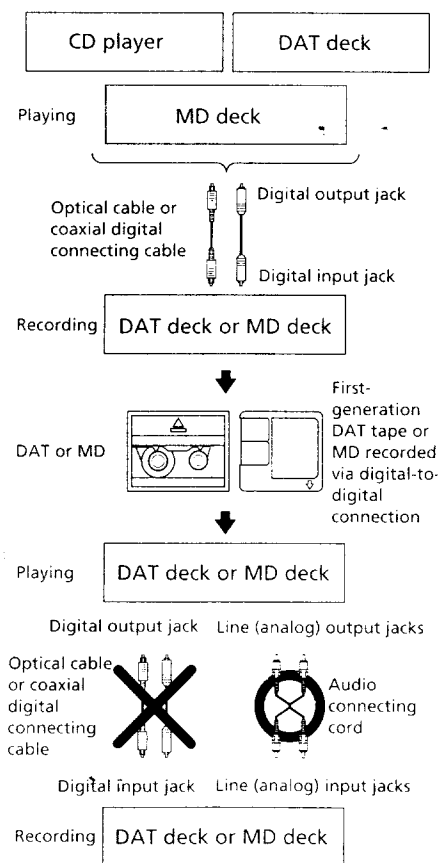 CD player
DAT deck
Playing
MD deck
Optical cable or
coaxial digital
connecting cable
Digital output jack
Digital input jack
Recording
DAT deck or MD deck
DAT or MD
First-
generation
DAT tape or
MD recorded
via digital-to-
digital
connection
Playing
DAT deck or MD deck
Digital output jack
Line (analog) output jacks
Optical cable
or coaxial
digital
connecting
cable
Audio
connecting
cord
Digital input jack
Line (analog) input jacks
Recording
DAT deck or MD deck